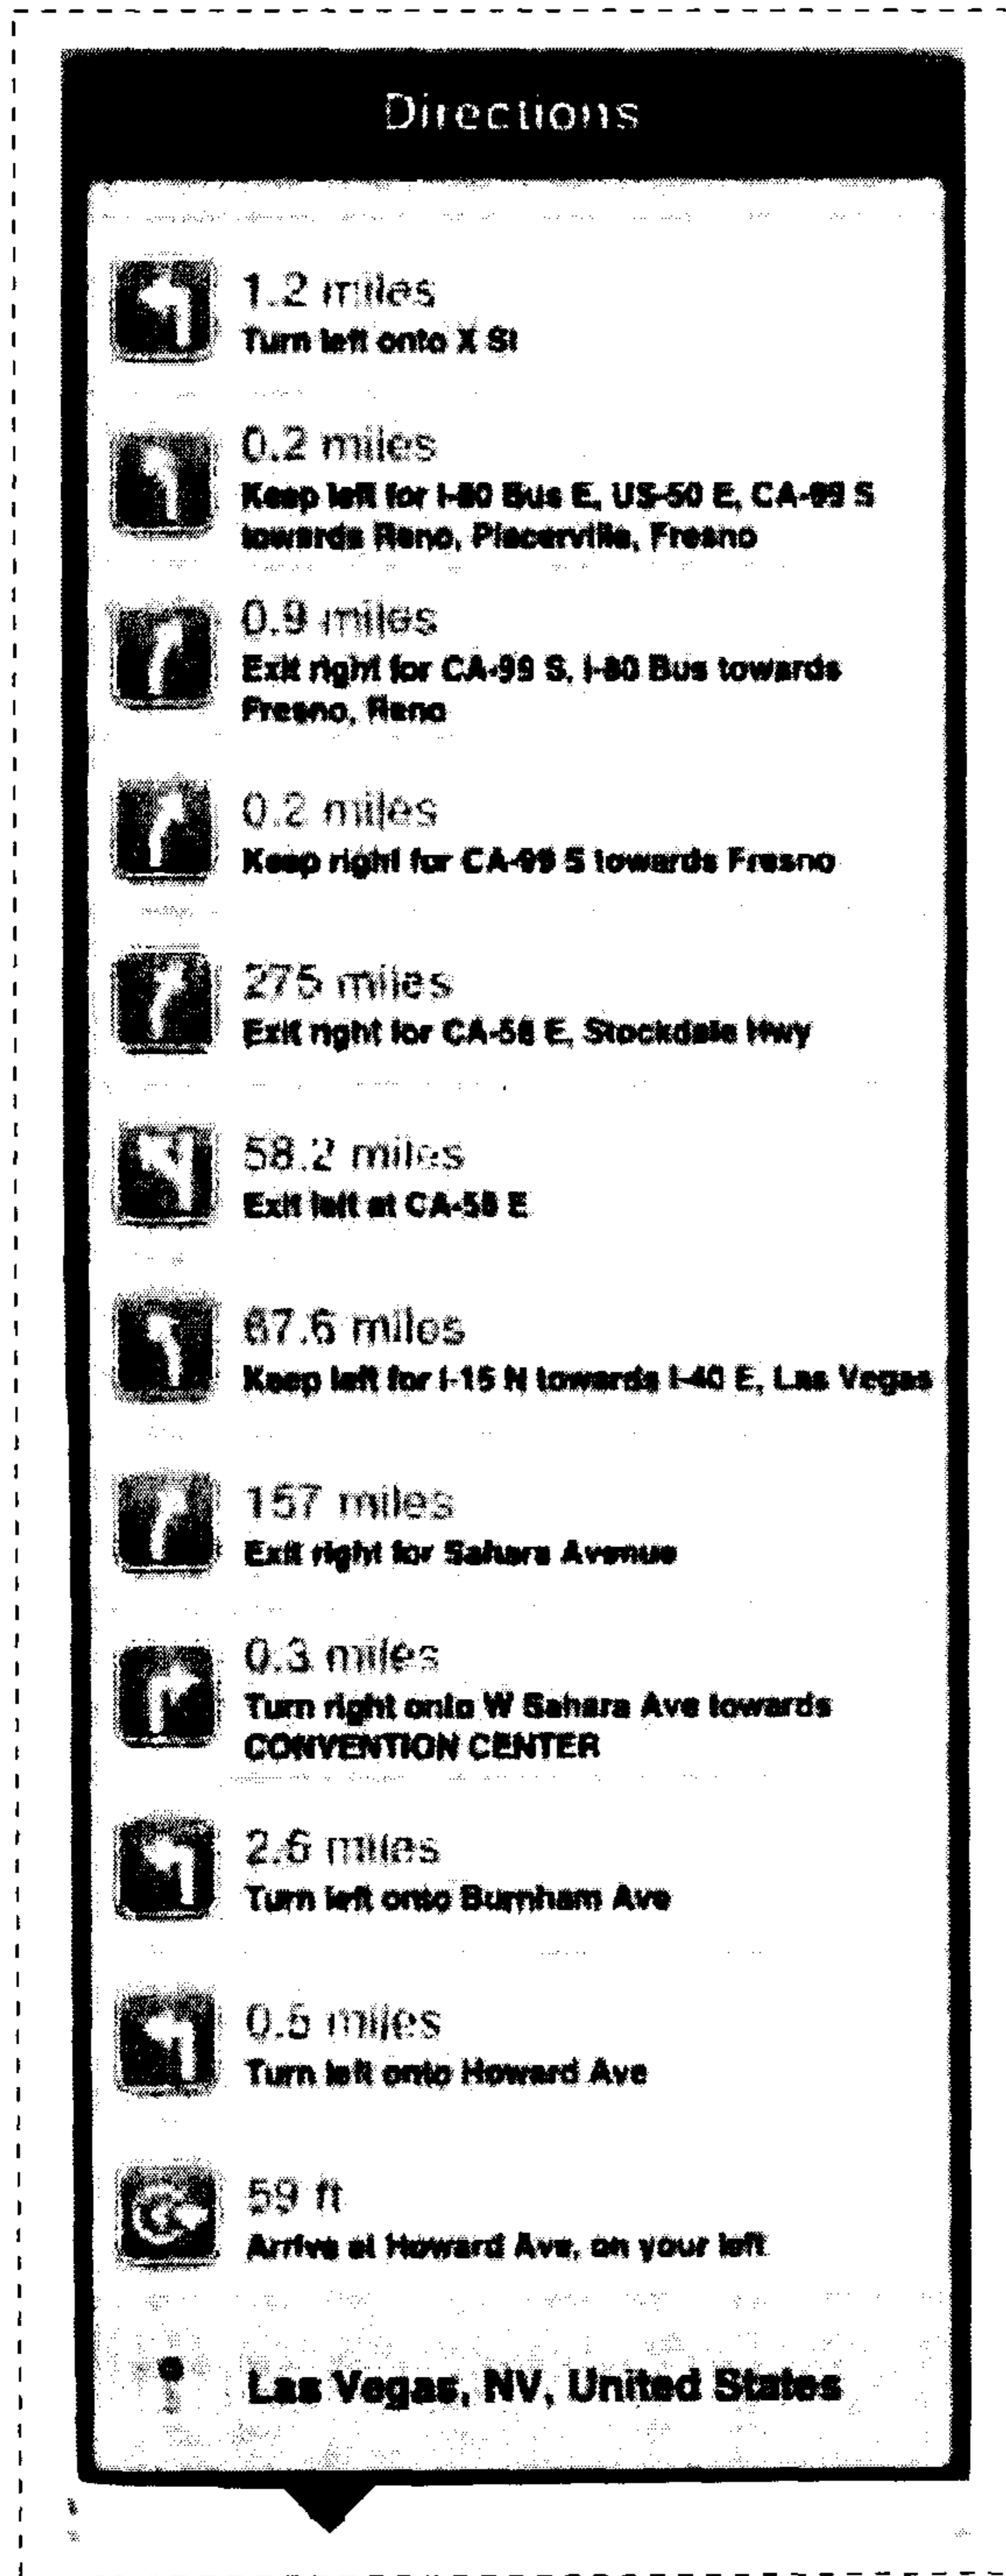 Directions
1.2 miles
Turn left onto X St
0.2 miles
Keep left for I-80 Bus E, US-50 E, CA-99 S
towards Reno, Placerville, Fresno
0.9 miles
Exit right for CA-99 S, I-80 Bus towards
Fresno, Reno
0.2 miles
Keep right for CA-99 S towards Fresno
275 miles
Exit right for CA-58 E, Stockdale Hwy
58.2 miles
Exit left at CA-58 E
67.6 miles
Keep left for I-15 N towards I-40 E, Las Vegas
157 miles
Exit right for Sahara Avenue
0.3 miles
Turn right onto W Sahara Ave towards
CONVENTION CENTER
2.6 miles
Turn left onto Burnham Ave
0.5 miles
Turn left onto Howard Ave
59 ft
Arrive at Howard Ave, on your left
Las Vegas, NV, United States